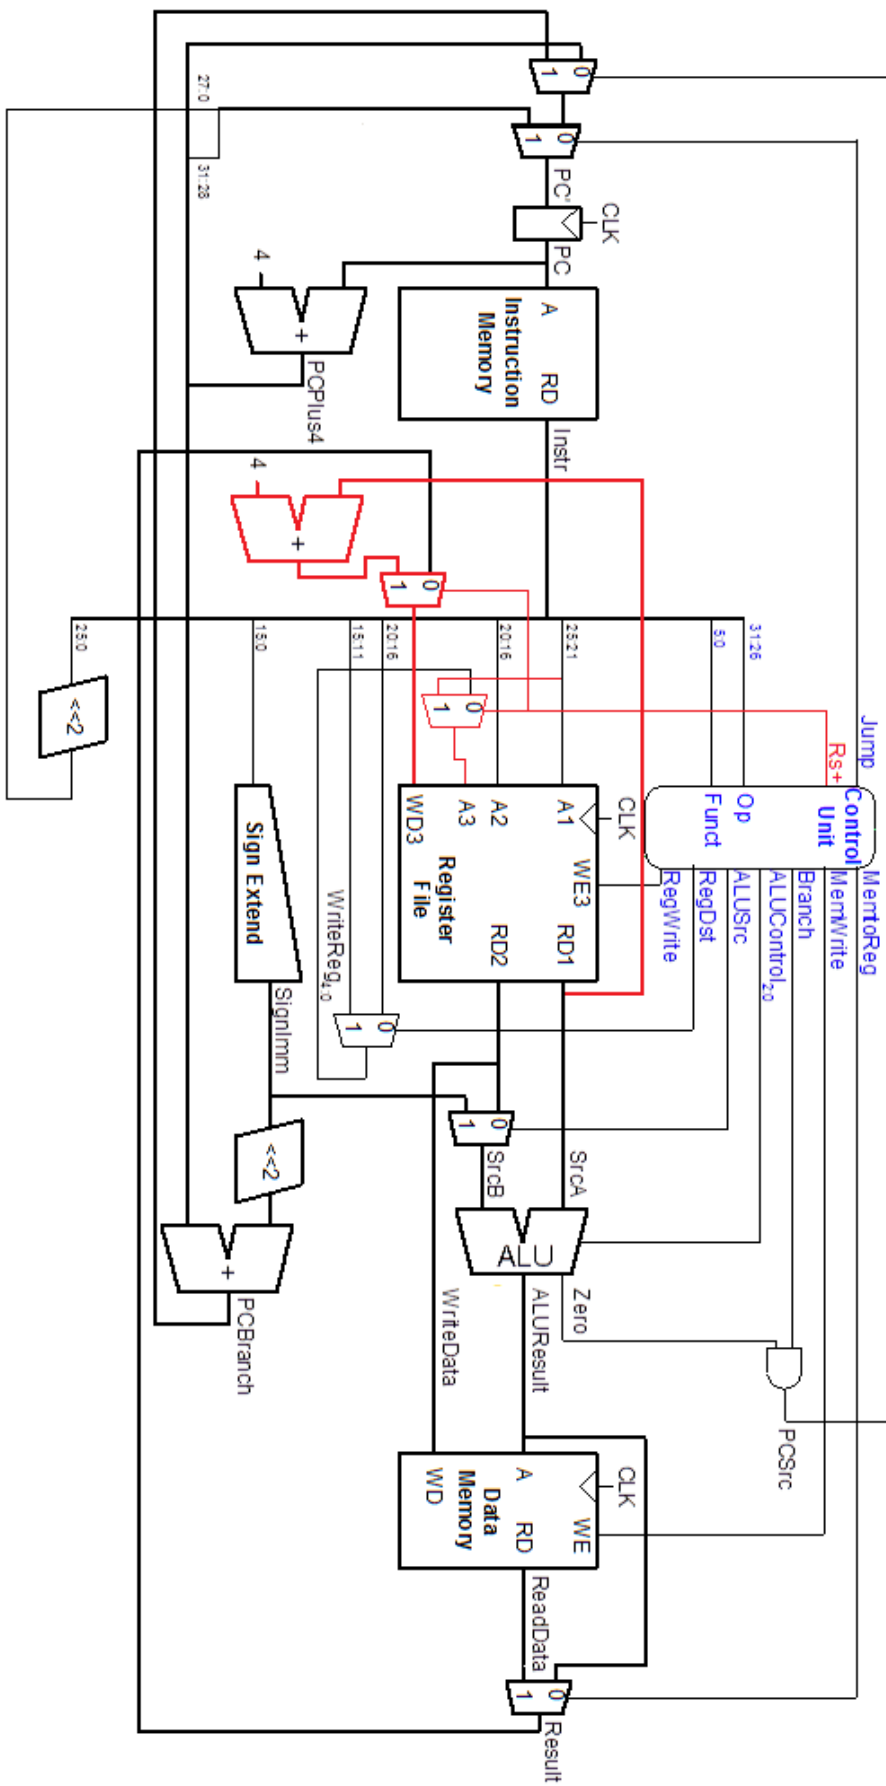 Jump
Rs+
Control
Unit
Op
Funct
31:26
5:0
MemtoReg
MemWrite
Branch
ALUControl2:0
ALUSrc
RegDst
RegWrite
PCSrc
0
1
0
1
27:0
31:28
PC'
CLK
PC
4
+
PCPlus4
A
RD
Instruction
Memory
Instr
4
+
0
1
25:21
20:16
20:16
15:11
15:0
25:0
<<2
0
1
CLK
A1
A2
A3
WD3
WE3
RD1
RD2
Register
File
WriteReg4:0
0
1
Sign Extend
SignImm
<<2
+
PCBranch
0
1
SrcA
SrcB
ALU
Zero
ALUResult
WriteData
CLK
A
WD
WE
RD
Data
Memory
ReadData
0
1
Result